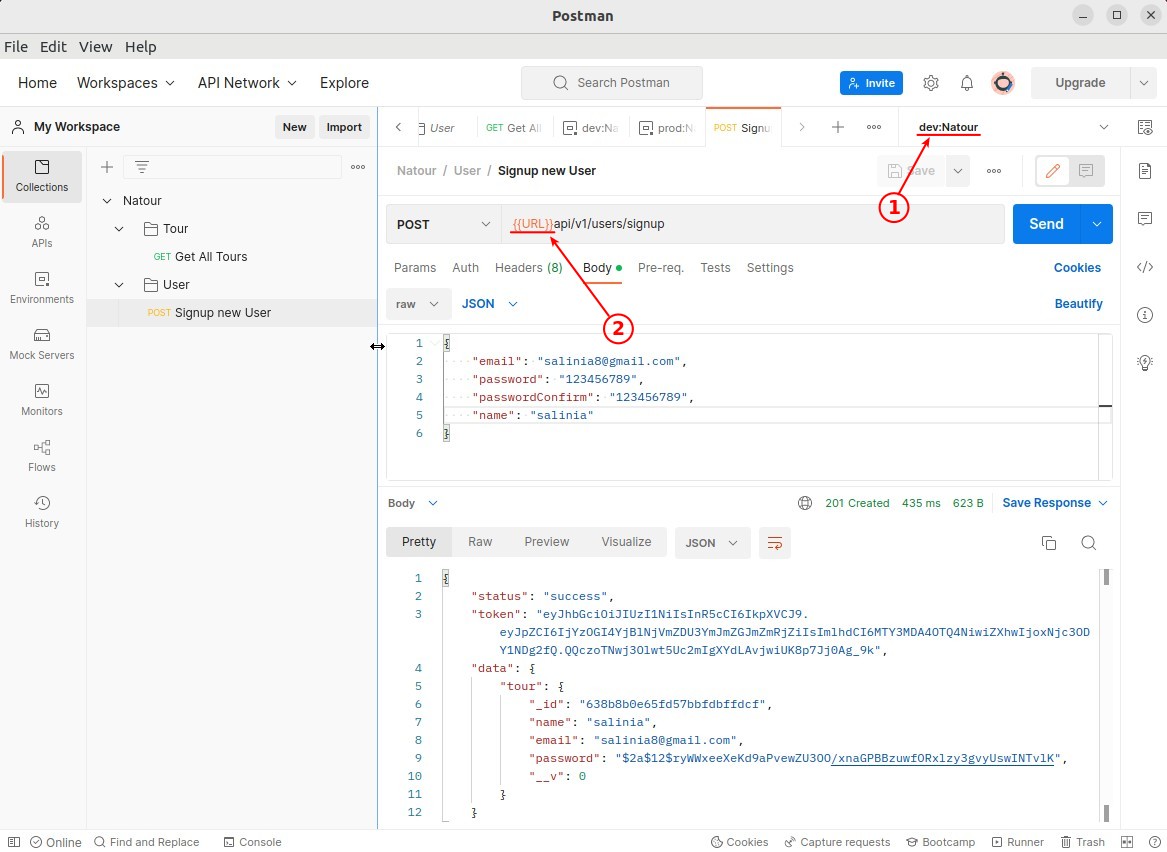 Postman
File Edit View Help
Home Workspaces API Network Explore Search Postman Invite Upgrade
My Workspace New Import
User GET Get All dev:Na prod:N POST Signu dev:Natour
Collections
APIs
Environments
Mock Servers
Monitors
Flows
History
Natour
Tour
GET Get All Tours
User
POST Signup new User
Natour / User / Signup new User Save
1
POST {{URL}}api/v1/users/signup Send
Params Auth Headers (8) Body Pre-req. Tests Settings Cookies
raw JSON Beautify
2
1 {
2 "email": "salinia8@gmail.com",
3 "password": "123456789",
4 "passwordConfirm": "123456789",
5 "name": "salinia"
6 }
Body 201 Created 435 ms 623 B Save Response
Pretty Raw Preview Visualize JSON
1 {
2 "status": "success",
3 "token": "eyJhbGciOiJIUzI1NiIsInR5cCI6IkpXVCJ9.
eyJpZCI6IjYzOGI4YjBlNjVmZDU3YmJmZGJmZmRjZiIsImlhdCI6MTY3MDA4OTQ4NiwiZXhwIjoxNjc3ODY1NDg2fQ.QQczoTNwj3Olwt5Uc2mIgXYdLAvjwiUK8p7Jj0Ag_9k",
4 "data": {
5 "tour": {
6 "_id": "638b8b0e65fd57bbfdbffdcf",
7 "name": "salinia",
8 "email": "salinia8@gmail.com",
9 "password": "$2a$12$ryWWxeeXeKd9aPvewZU3OO/xnaGPBBzuwfORxlzy3gvyUswINTvlK",
10 "__v": 0
11 }
12 }
Online Find and Replace Console Cookies Capture requests Bootcamp Runner Trash